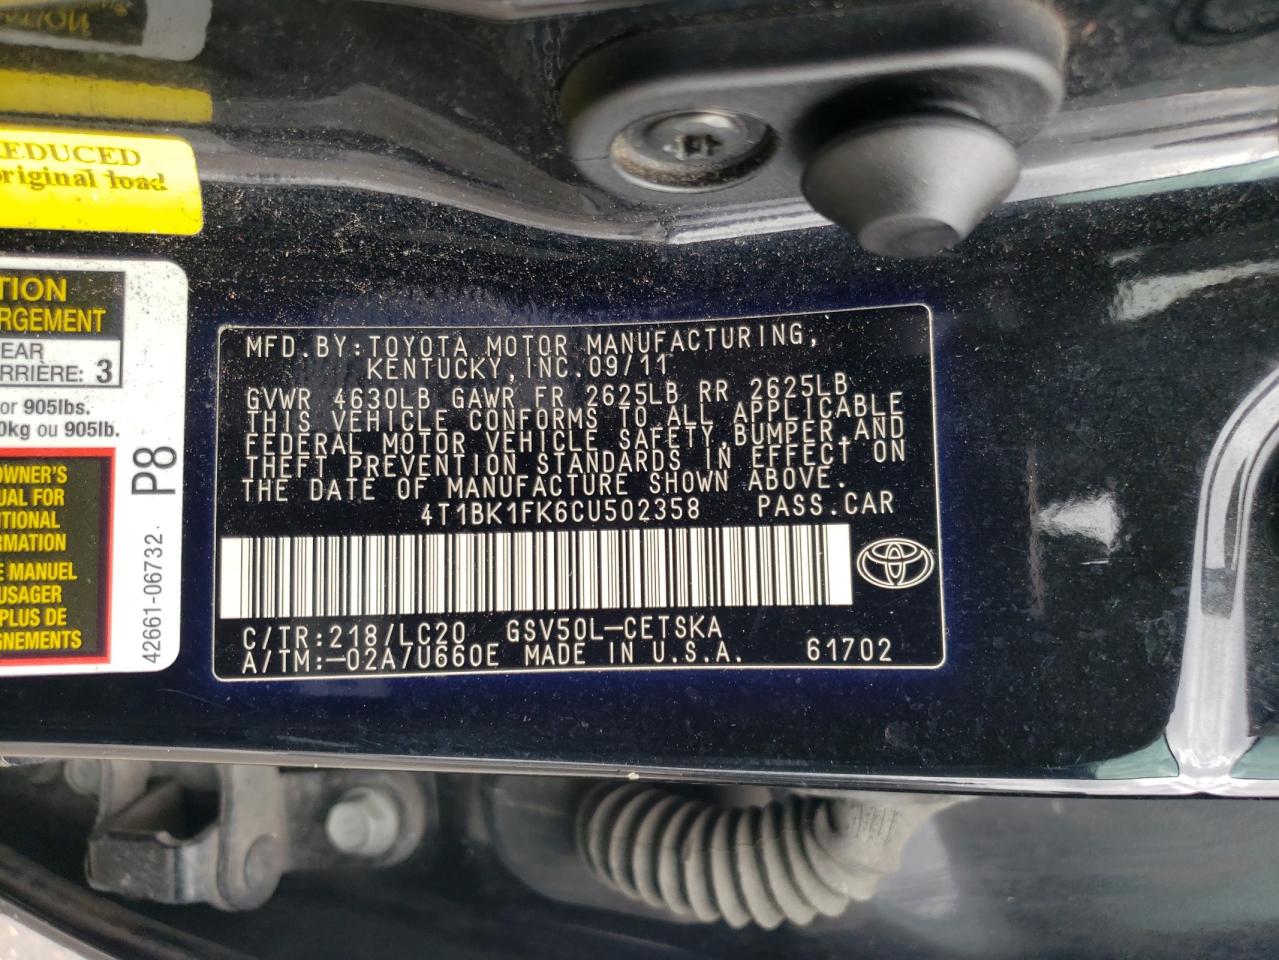 REDUCED
original load
TION
RGEMENT
EAR
RRIÈRE: 3
or 905lbs.
0kg ou 905lb.
OWNER'S
UAL FOR
ITIONAL
RMATION
E MANUEL
USAGER
PLUS DE
GNEMENTS
P8
42661-06732
MFD.BY:TOYOTA MOTOR MANUFACTURING,
KENTUCKY,INC.09/11
GVWR 4630LB GAWR FR 2625LB RR 2625LB
THIS VEHICLE CONFORMS TO ALL APPLICABLE
FEDERAL MOTOR VEHICLE SAFETY,BUMPER,AND
THEFT PREVENTION STANDARDS IN EFFECT ON
THE DATE OF MANUFACTURE SHOWN ABOVE.
4T1BK1FK6CU502358 PASS.CAR
C/TR:218/LC20 GSV50L-CETSKA
A/TM:-02A/U660E MADE IN U.S.A. 61702